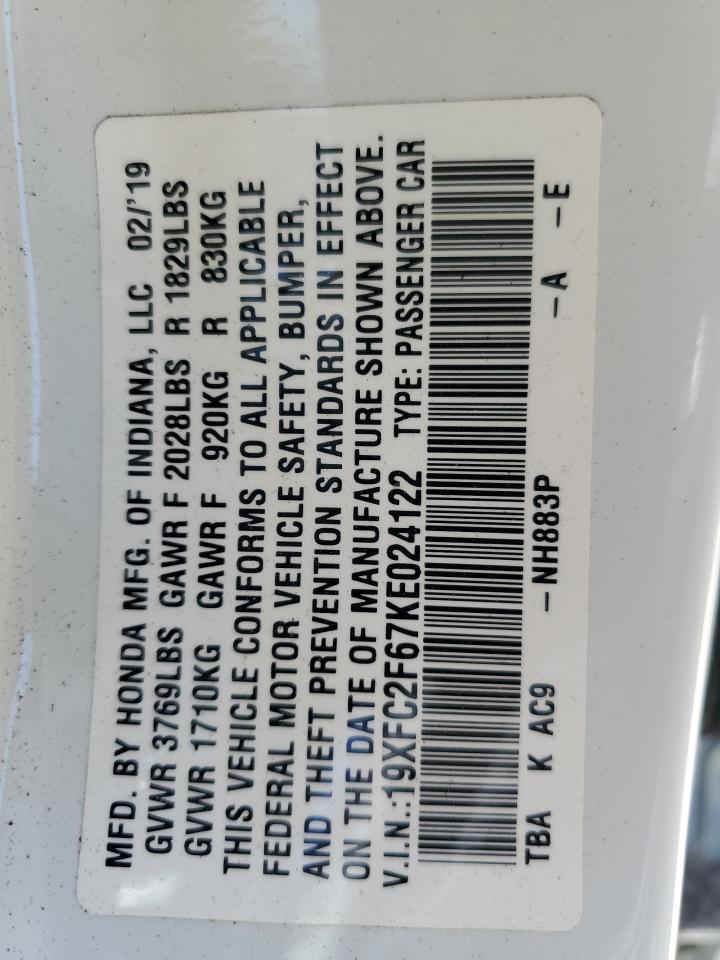 MFD. BY HONDA MFG. OF INDIANA, LLC 02/'19
GVWR 3769LBS GAWR F 2028LBS R 1829LBS
GVWR 1710KG GAWR F 920KG R 830KG
THIS VEHICLE CONFORMS TO ALL APPLICABLE
FEDERAL MOTOR VEHICLE SAFETY, BUMPER,
AND THEFT PREVENTION STANDARDS IN EFFECT
ON THE DATE OF MANUFACTURE SHOWN ABOVE.
V.I.N.:19XFC2F67KE024122 TYPE: PASSENGER CAR
TBA K AC9 –NH883P –A –E